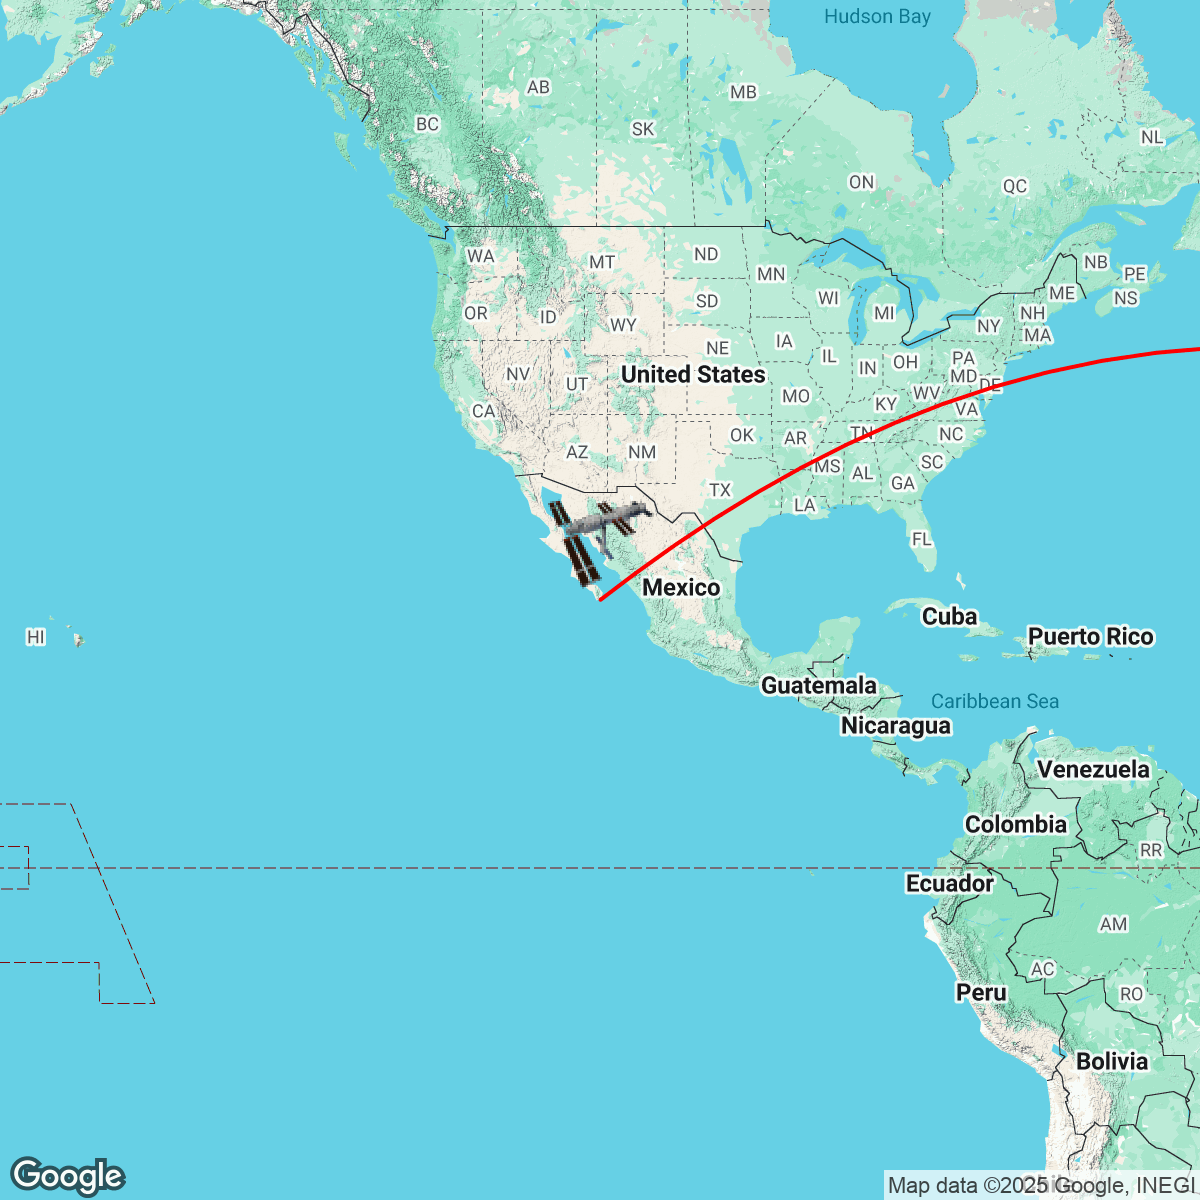 Hudson Bay
AB
MB
BC
SK
NL
ON
QC
WA
MT
ND
MN
NB
PE
ME
NS
OR
ID
WY
SD
WI
MI
NY
NH
MA
NV
UT
NE
IA
IL
IN
OH
PA
MD
DE
United States
CA
MO
KY
WV
VA
AZ
NM
OK
AR
TN
NC
SC
MS
AL
GA
TX
LA
FL
Mexico
HI
Cuba
Puerto Rico
Guatemala
Caribbean Sea
Nicaragua
Venezuela
Colombia
RR
Ecuador
AM
AC
Peru
RO
Bolivia
Google
Map data ©2025 Google, INEGI